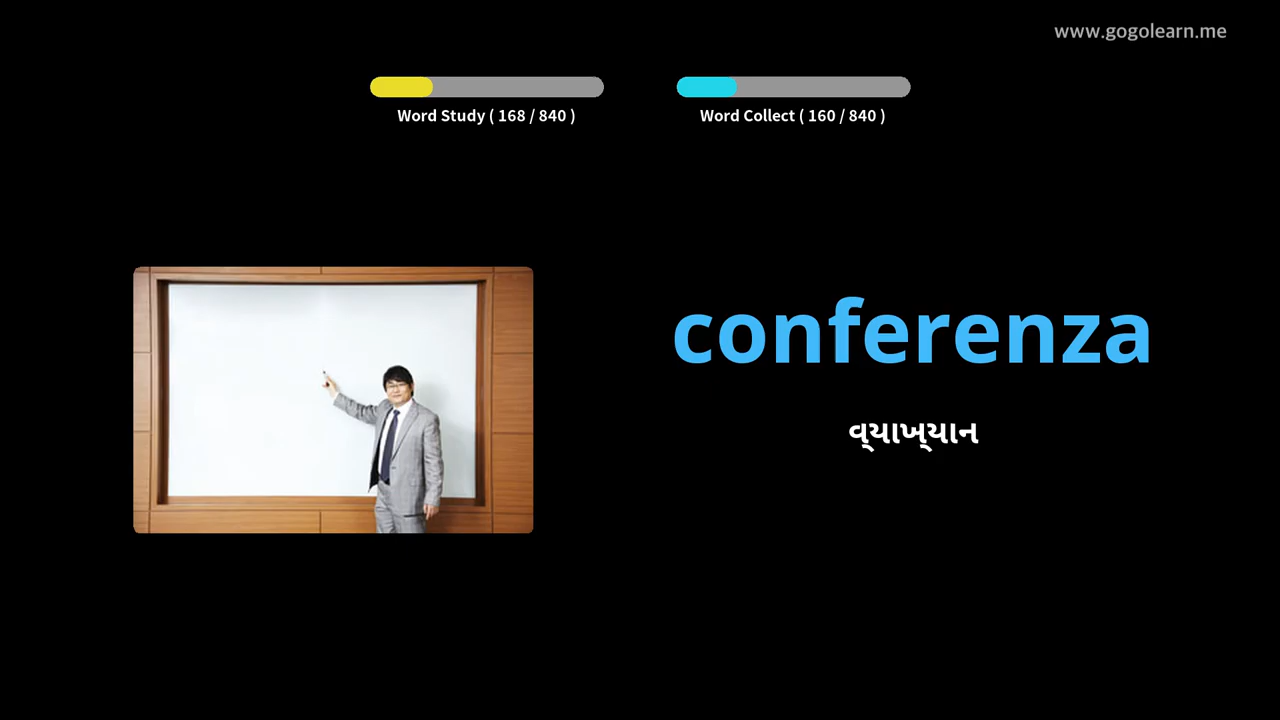 www.gogolearn.me
Word Study ( 168 / 840 )
Word Collect ( 160 / 840 )
conferenza
વ્યાખ્યાન